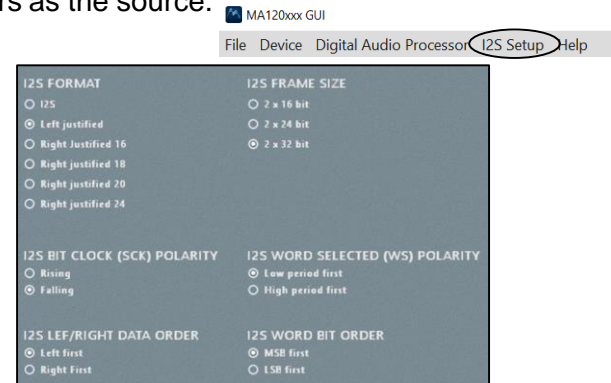 rs as the source.
MA120xxx GUI
File Device Digital Audio Processor I2S Setup Help
I2S FORMAT
I2S
Left justified
Right Justified 16
Right justified 18
Right justified 20
Right justified 24
I2S FRAME SIZE
2 x 16 bit
2 x 24 bit
2 x 32 bit
I2S BIT CLOCK (SCK) POLARITY
Rising
Falling
I2S WORD SELECTED (WS) POLARITY
Low period first
High period first
I2S LEF/RIGHT DATA ORDER
Left first
Right First
I2S WORD BIT ORDER
MSB first
LSB first